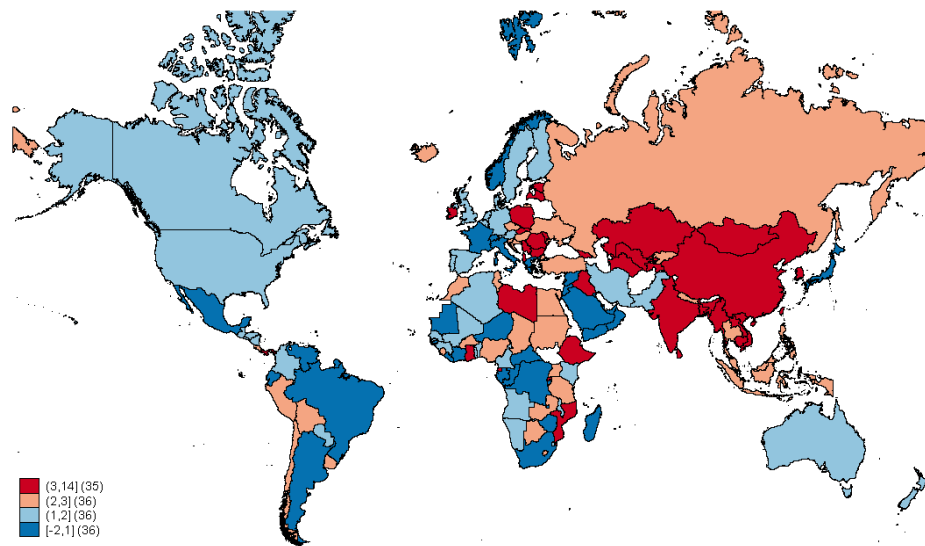 (3,14] (35)
(2,3] (36)
(1,2] (36)
[-2,1] (36)